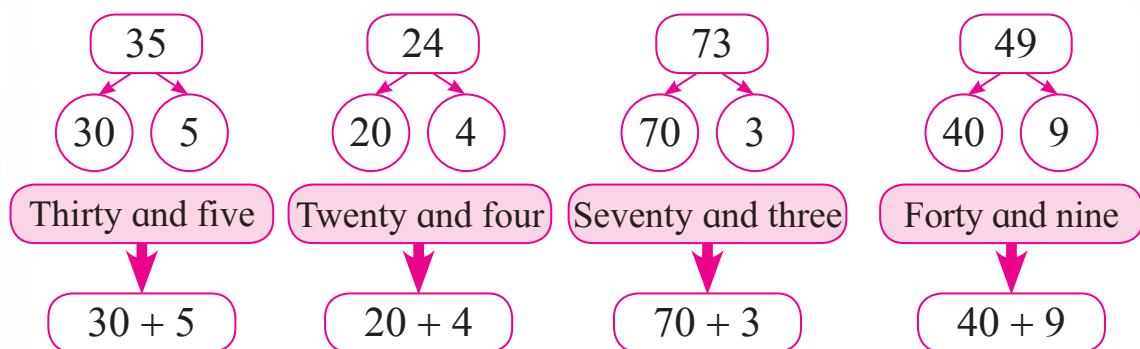 35 24 73 49
30 5 20 4 70 3 40 9
Thirty and five Twenty and four Seventy and three Forty and nine
30 + 5 20 + 4 70 + 3 40 + 9